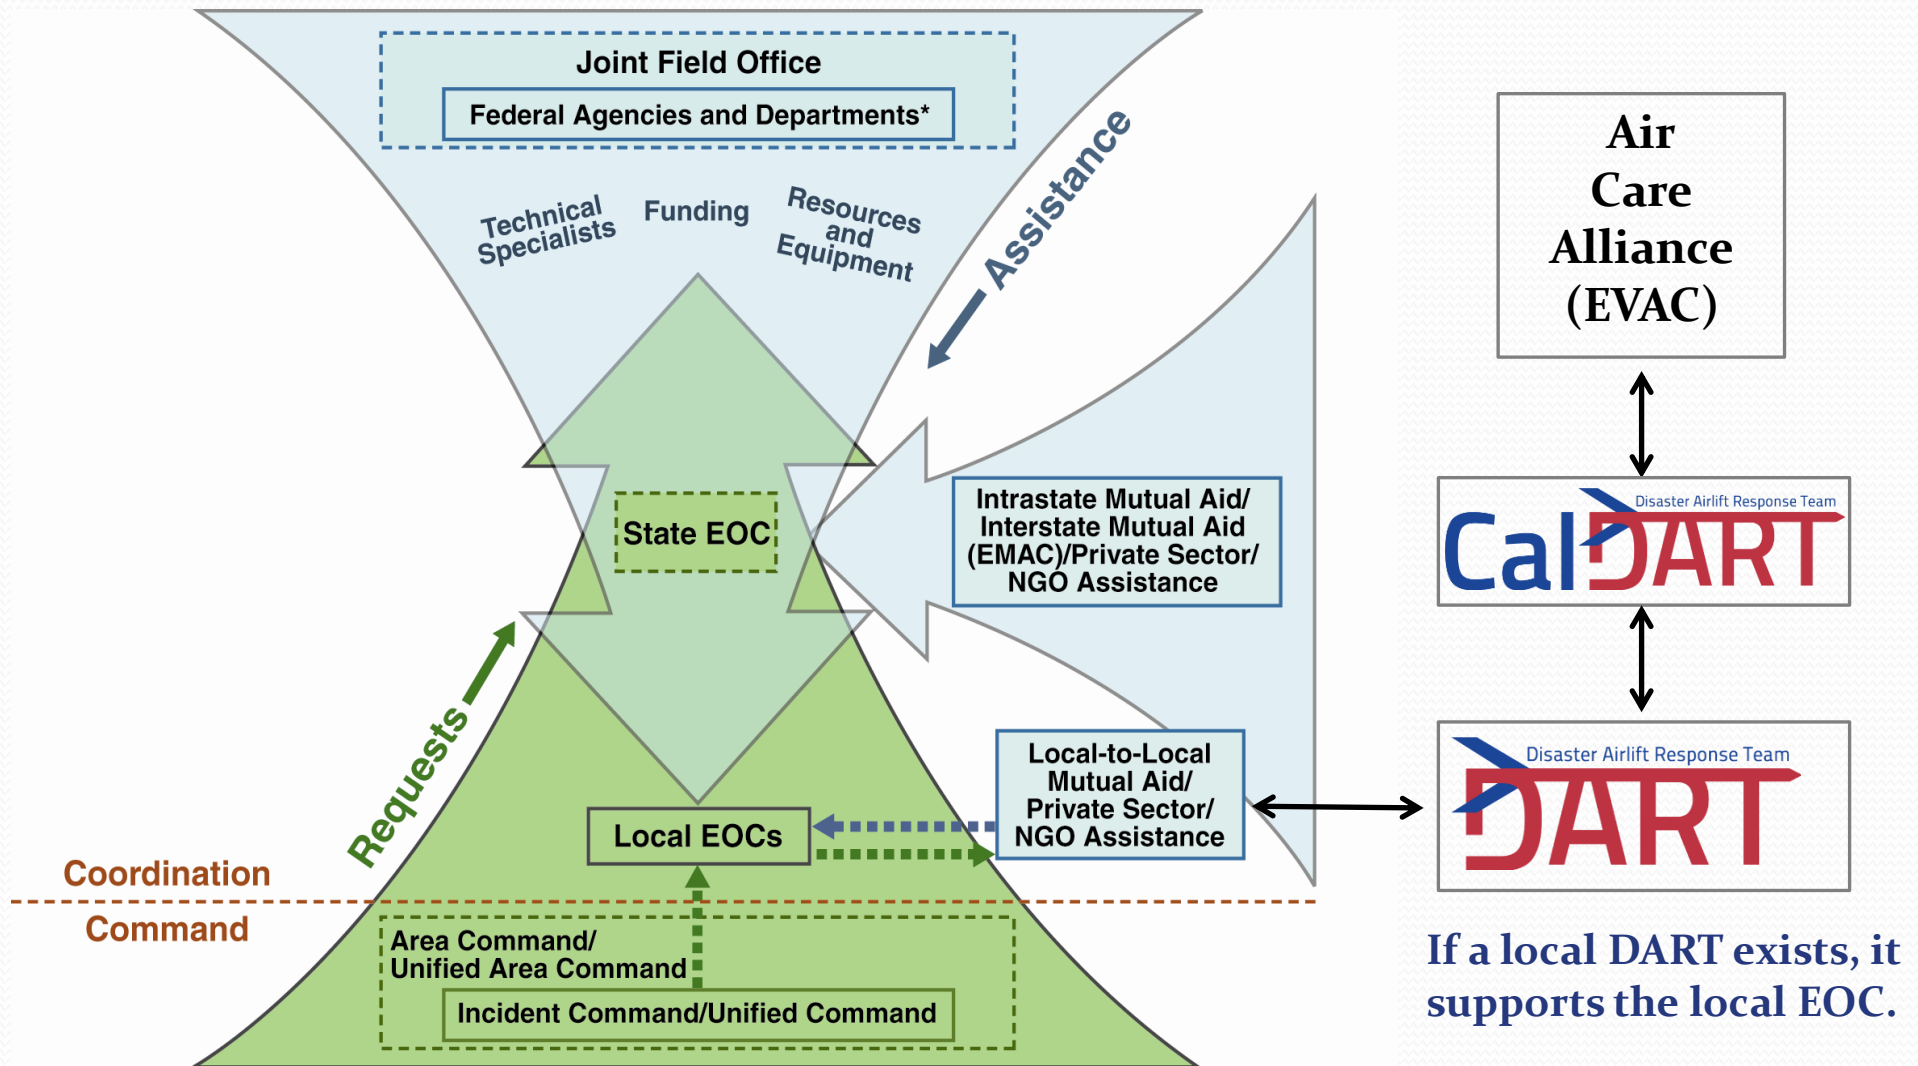 Joint Field Office
Federal Agencies and Departments*
Technical
Specialists
Funding
Resources
and
Equipment
Assistance
State EOC
Intrastate Mutual Aid/
Interstate Mutual Aid
(EMAC)/Private Sector/
NGO Assistance
Requests
Local-to-Local
Mutual Aid/
Private Sector/
NGO Assistance
Local EOCs
Coordination
Command
Area Command/
Unified Area Command
Incident Command/Unified Command
Air
Care
Alliance
(EVAC)
Disaster Airlift Response Team
CalDART
Disaster Airlift Response Team
DART
If a local DART exists, it
supports the local EOC.